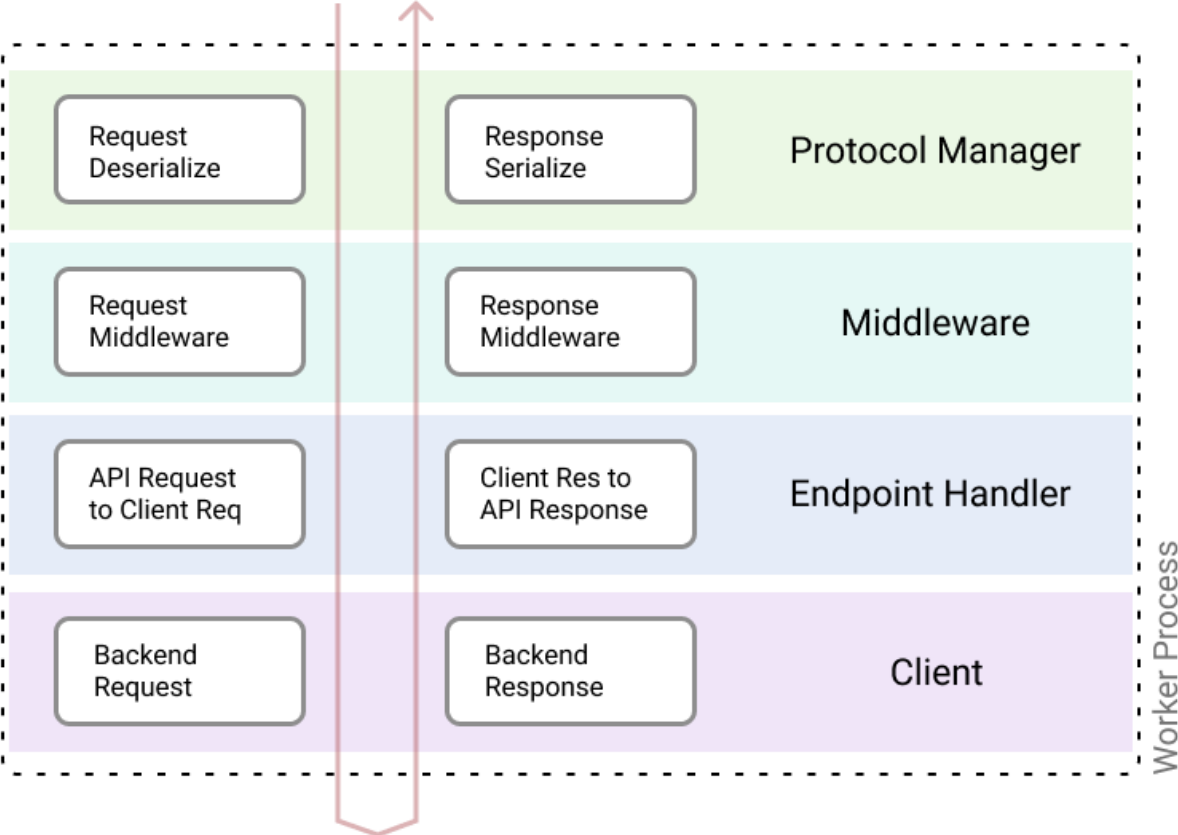 Request
Deserialize
Response
Serialize
Protocol Manager
Request
Middleware
Response
Middleware
Middleware
API Request
to Client Req
Client Res to
API Response
Endpoint Handler
Backend
Request
Backend
Response
Client
Worker Process